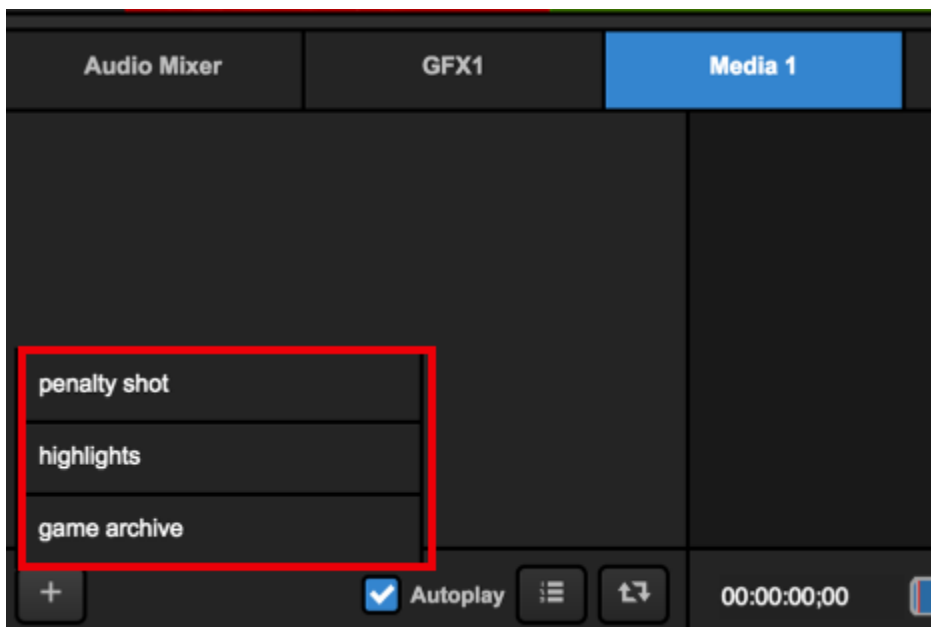 Audio Mixer GFX1 Media 1
penalty shot
highlights
game archive
+ Autoplay 00:00:00;00